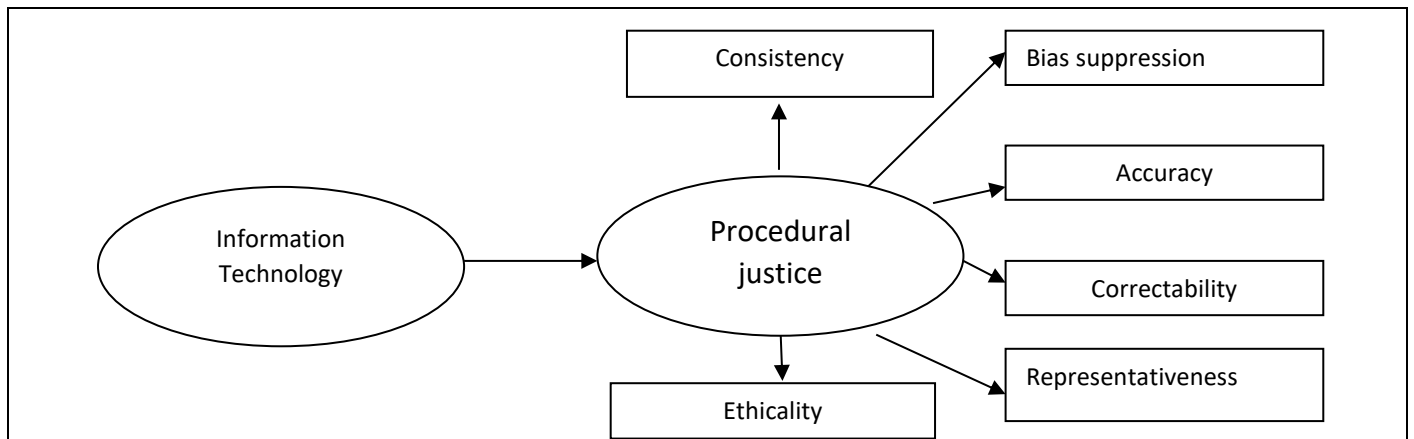 Consistency
Bias suppression
Accuracy
Information
Technology
Procedural
justice
Correctability
Representativeness
Ethicality